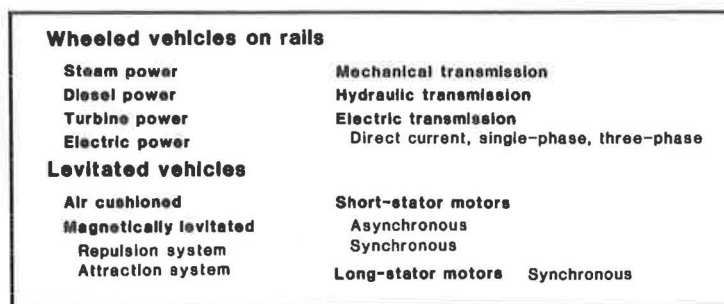 Wheeled vehicles on rails
Steam power Mechanical transmission
Diesel power Hydraulic transmission
Turbine power Electric transmission
Electric power Direct current, single-phase, three-phase
Levitated vehicles
Air cushioned Short-stator motors
Magnetically levitated Asynchronous
Repulsion system Synchronous
Attraction system Long-stator motors Synchronous